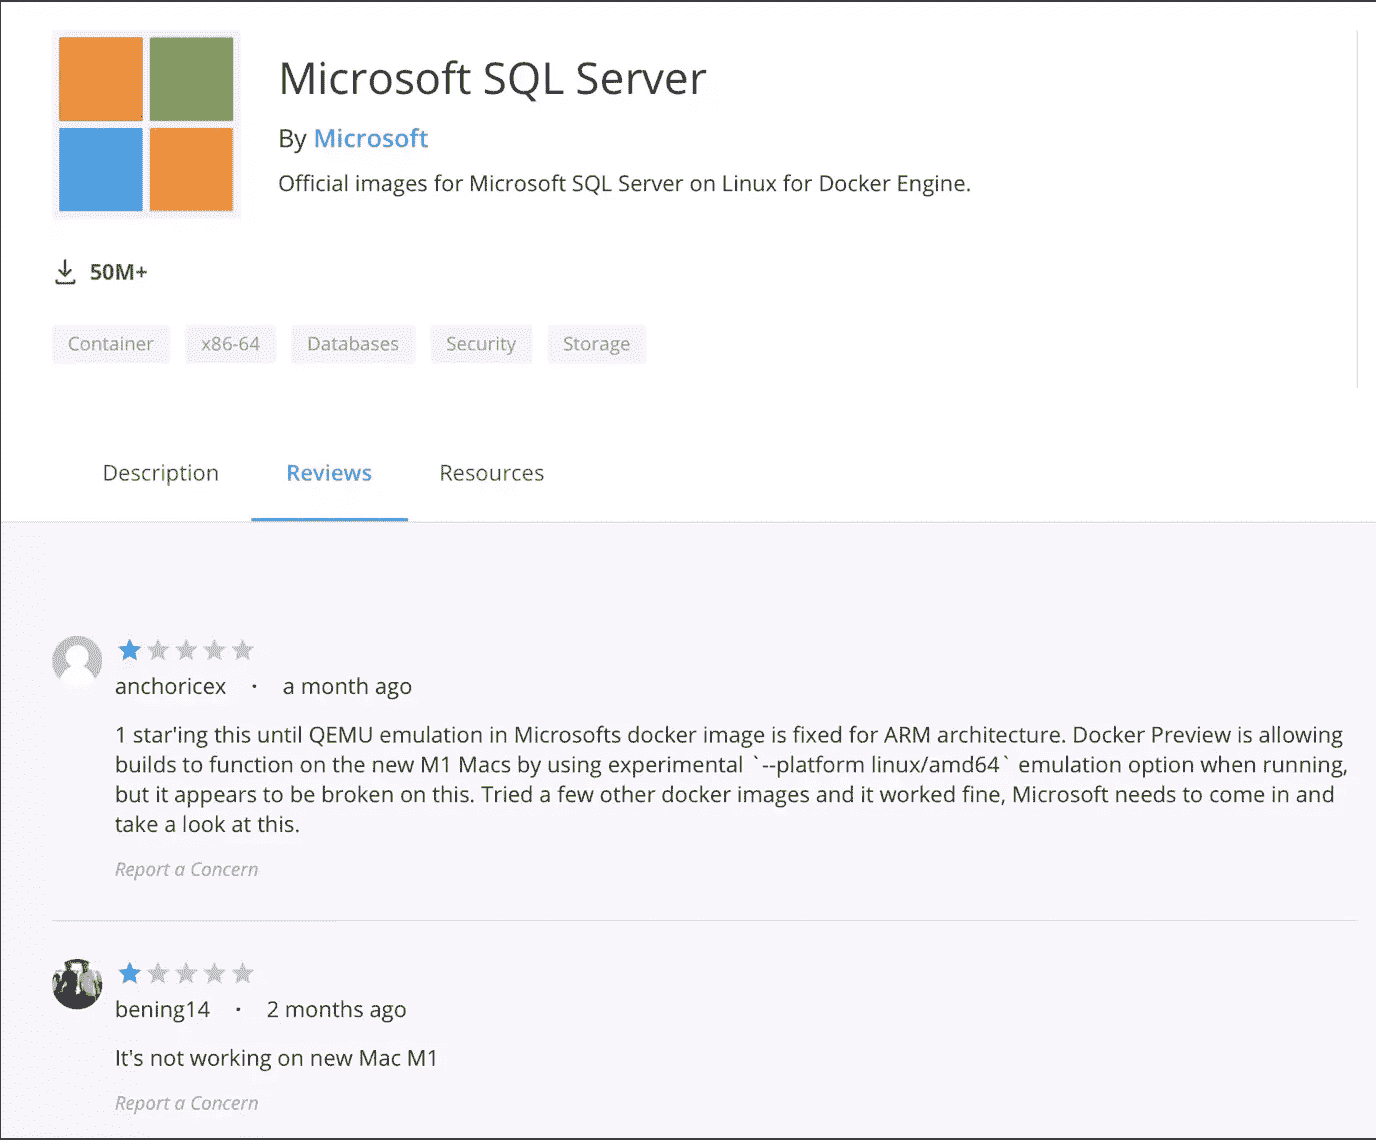 Microsoft SQL Server
By Microsoft
Official images for Microsoft SQL Server on Linux for Docker Engine.
50M+
Container x86-64 Databases Security Storage
Description Reviews Resources
anchoricex · a month ago
1 star'ing this until QEMU emulation in Microsofts docker image is fixed for ARM architecture. Docker Preview is allowing
builds to function on the new M1 Macs by using experimental `--platform linux/amd64` emulation option when running,
but it appears to be broken on this. Tried a few other docker images and it worked fine, Microsoft needs to come in and
take a look at this.
Report a Concern
bening14 · 2 months ago
It's not working on new Mac M1
Report a Concern